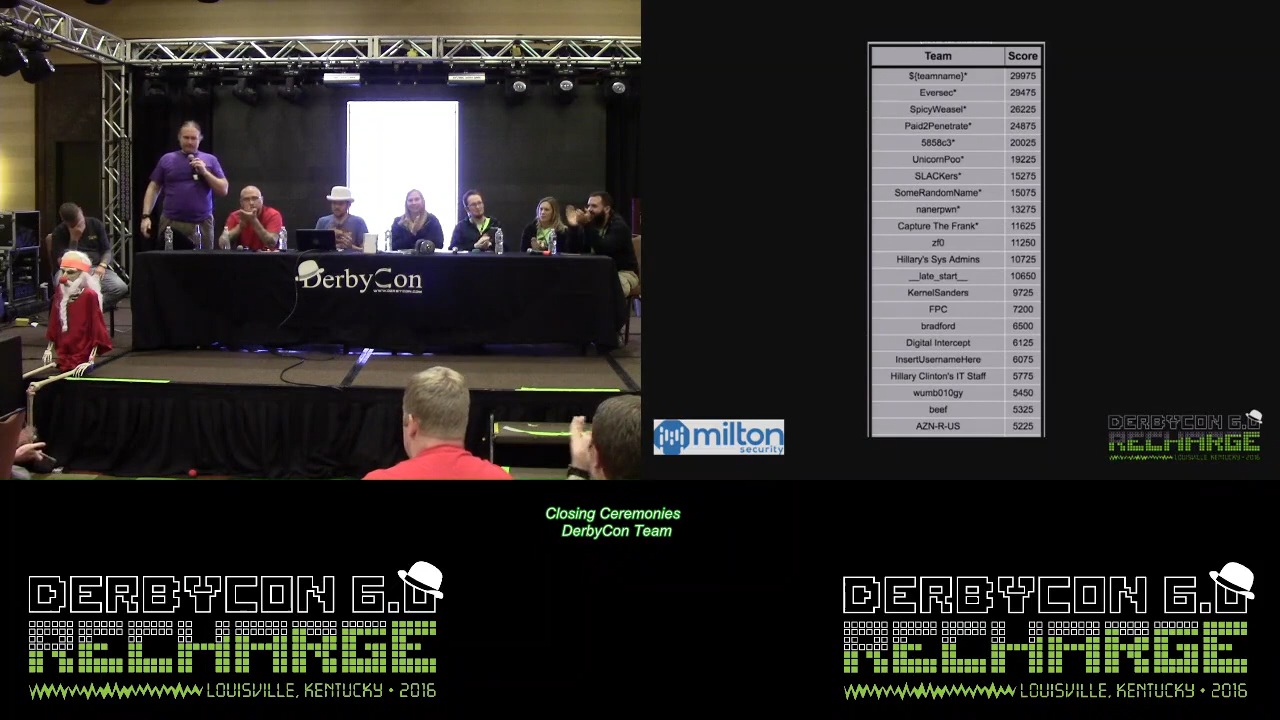 DerbyCon
Team Score
${teamname}* 29975
Eversec* 29475
SpicyWeasel* 26225
Paid2Penetrate* 24875
5858c3* 20025
UnicornPoo* 19225
SLACKers* 15275
SomeRandomName* 15075
nanerpwn* 13275
Capture The Frank* 11625
zf0 11250
Hillary's Sys Admins 10725
__late_start__ 10650
KernelSanders 9725
FPC 7200
bradford 6500
Digital Intercept 6125
InsertUsernameHere 6075
Hillary Clinton's IT Staff 5775
wumb010gy 5450
beef 5325
AZN-R-US 5225
milton
security
DERBYCON 6.0
RECHARGE
LOUISVILLE, KENTUCKY • 2016
Closing Ceremonies
DerbyCon Team
DERBYCON 6.0
RECHARGE
LOUISVILLE, KENTUCKY • 2016
DERBYCON 6.0
RECHARGE
LOUISVILLE, KENTUCKY • 2016